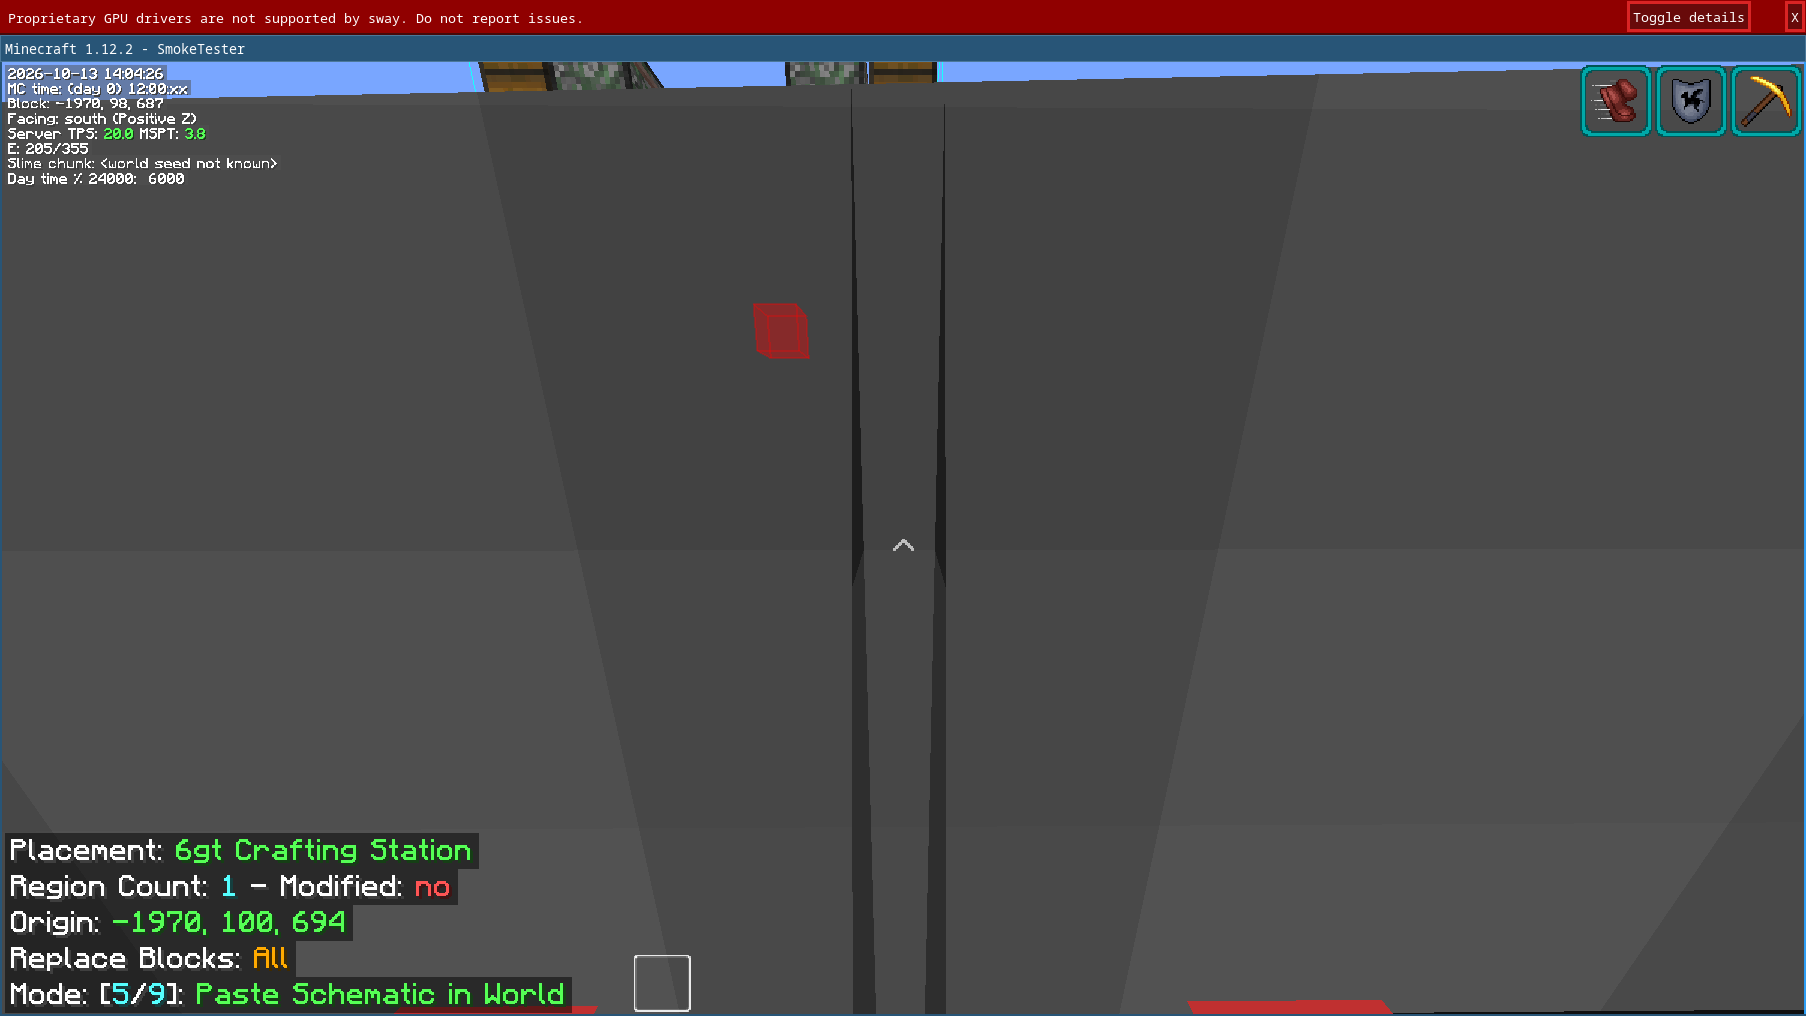 Proprietary GPU drivers are not supported by sway. Do not report issues.
Toggle details
X
Minecraft 1.12.2 - SmokeTester
2026-10-13 14:04:26
MC time: (day 0) 12:00:xx
Block: -1970, 98, 687
Facing: south (Positive Z)
Server TPS: 20.0 MSPT: 3.8
E: 205/355
Slime chunk: <world seed not known>
Day time % 24000: 6000
Placement: 6gt Crafting Station
Region Count: 1 - Modified: no
Origin: -1970, 100, 694
Replace Blocks: All
Mode: [5/9]: Paste Schematic in World